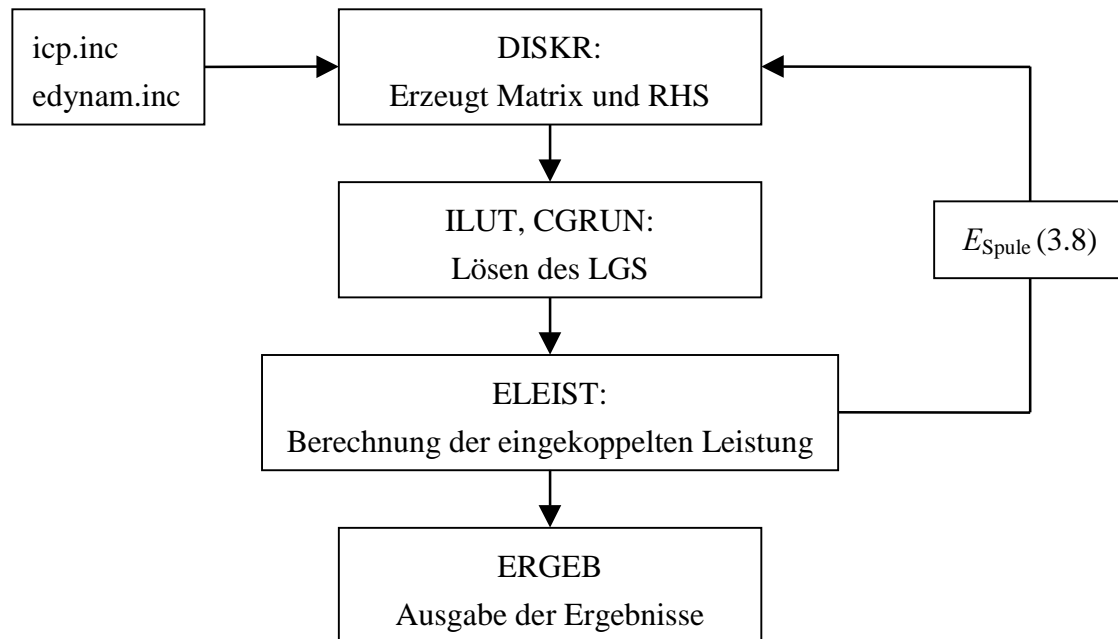 icp.inc
edynam.inc
DISKR:
Erzeugt Matrix und RHS
ILUT, CGRUN:
Lösen des LGS
E_Spule (3.8)
ELEIST:
Berechnung der eingekoppelten Leistung
ERGEB
Ausgabe der Ergebnisse